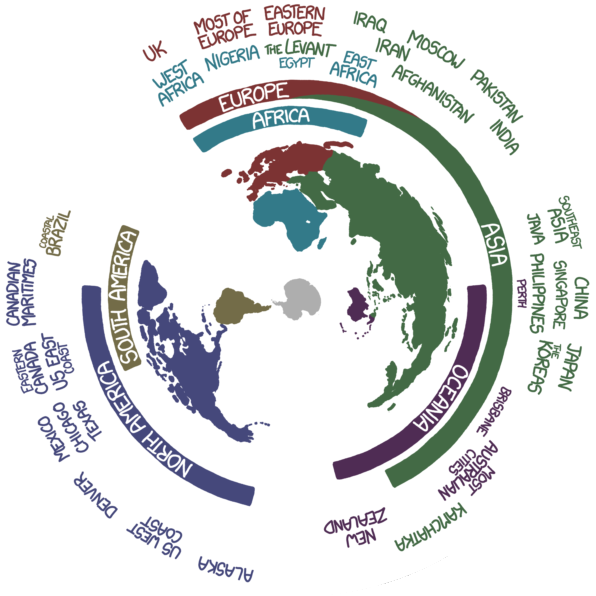 UK
MOST OF
EUROPE
EASTERN
EUROPE
WEST
AFRICA
NIGERIA
THE LEVANT
EGYPT
EAST
AFRICA
IRAQ
IRAN
MOSCOW
AFGHANISTAN
PAKISTAN
INDIA
EUROPE
AFRICA
ASIA
SOUTHEAST
ASIA
JAVA
PERTH
PHILIPPINES
SINGAPORE
CHINA
THE
KOREAS
JAPAN
OCEANIA
BRISBANE
MOST
AUSTRALIAN
CITIES
KAMCHATKA
NEW
ZEALAND
ALASKA
US WEST
COAST
DENVER
MEXICO
CHICAGO
TEXAS
EASTERN
CANADA
US EAST
COAST
CANADIAN
MARITIMES
COASTAL
BRAZIL
SOUTH AMERICA
NORTH AMERICA